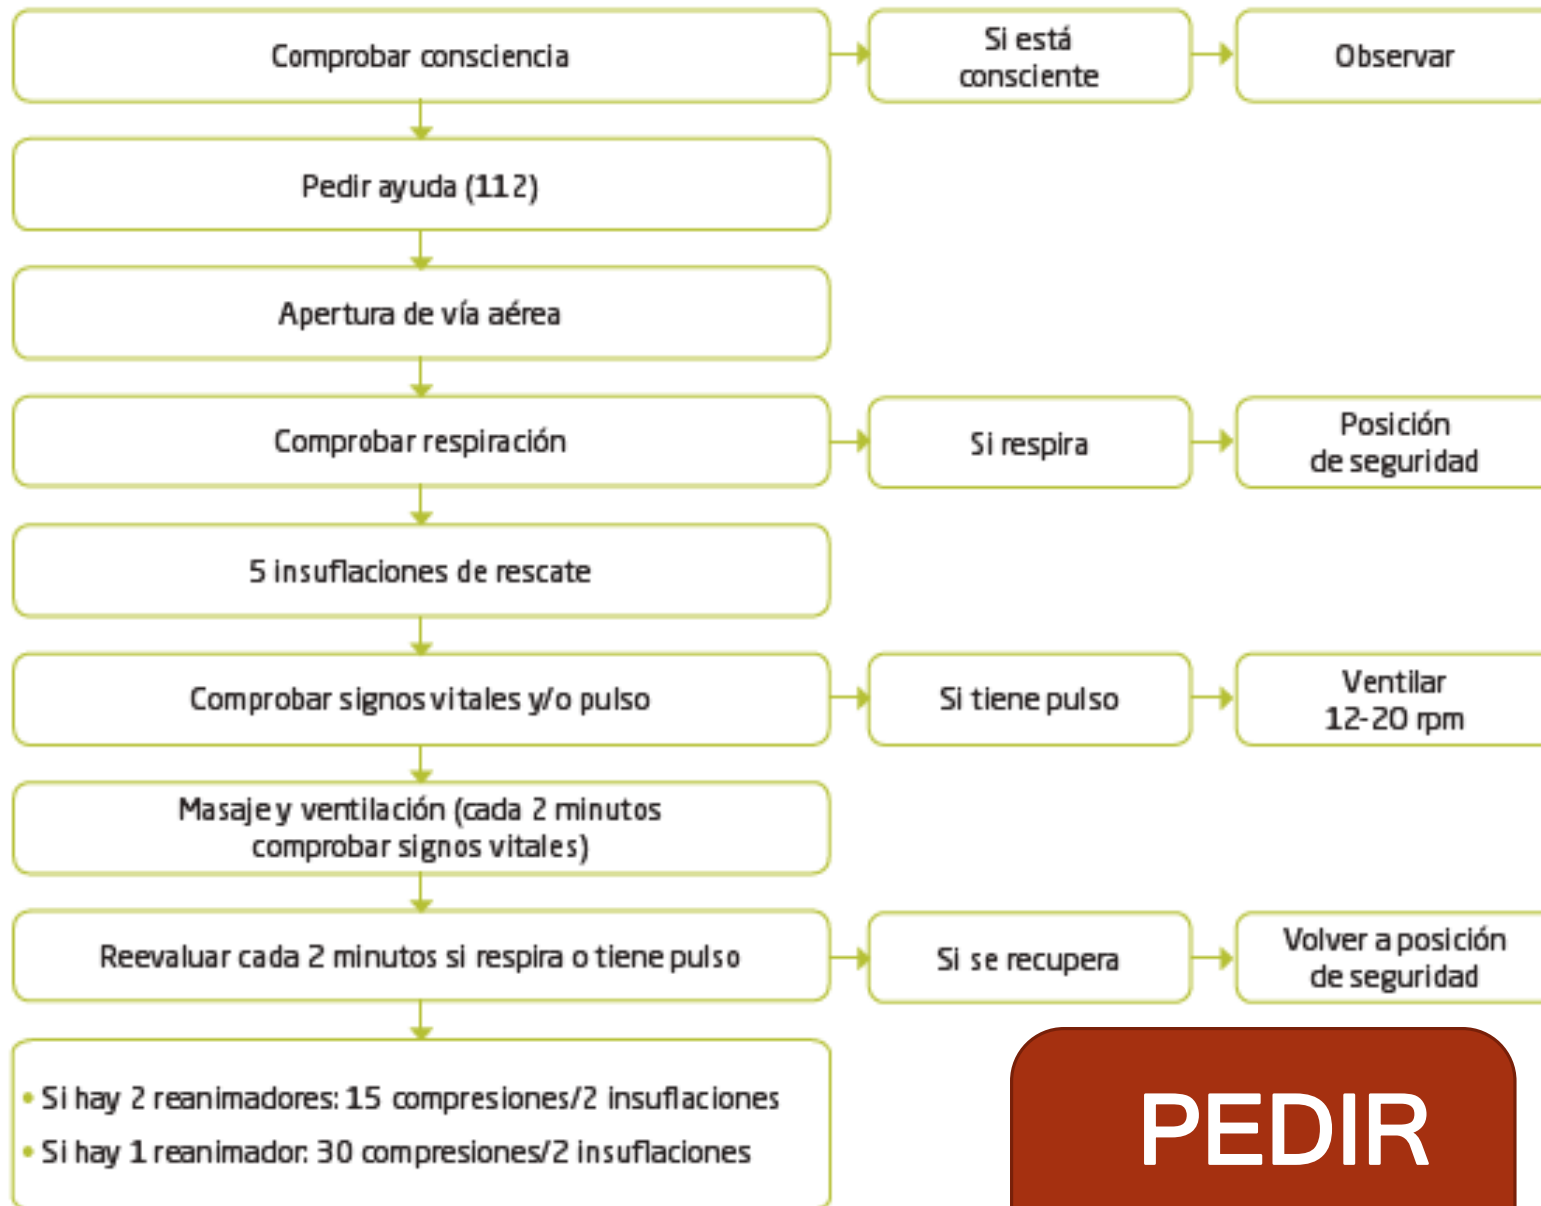 Comprobar consciencia
Si está
consciente
Observar
Pedir ayuda (112)
Apertura de vía aérea
Comprobar respiración
Si respira
Posición
de seguridad
5 insuflaciones de rescate
Comprobar signos vitales y/o pulso
Si tiene pulso
Ventilar
12-20 rpm
Masaje y ventilación (cada 2 minutos
comprobar signos vitales)
Reevaluar cada 2 minutos si respira o tiene pulso
Si se recupera
Volver a posición
de seguridad
• Si hay 2 reanimadores: 15 compresiones/2 insuflaciones
• Si hay 1 reanimador: 30 compresiones/2 insuflaciones
PEDIR